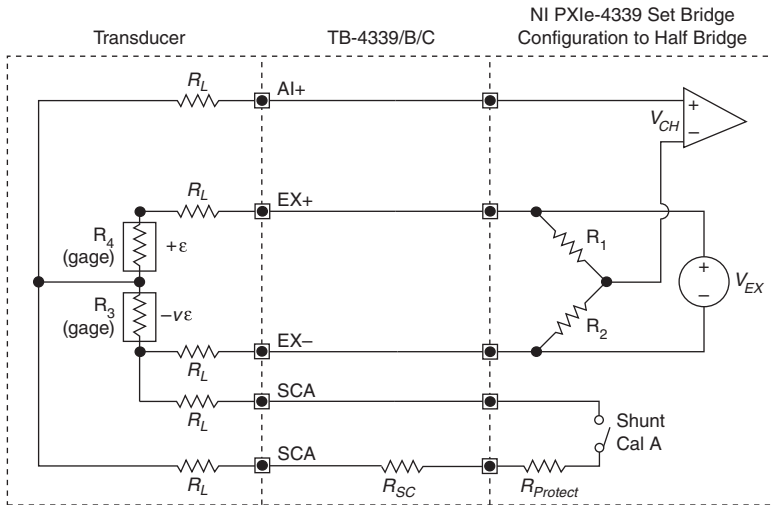 Transducer
TB-4339/B/C
NI PXIe-4339 Set Bridge
Configuration to Half Bridge
R_L
AI+
+
V_CH
−
R_L
EX+
R_4
(gage)
+ε
R_1
+
V_EX
−
R_3
(gage)
−νε
R_2
EX−
R_L
SCA
R_L
Shunt
Cal A
SCA
R_L
R_SC
R_Protect